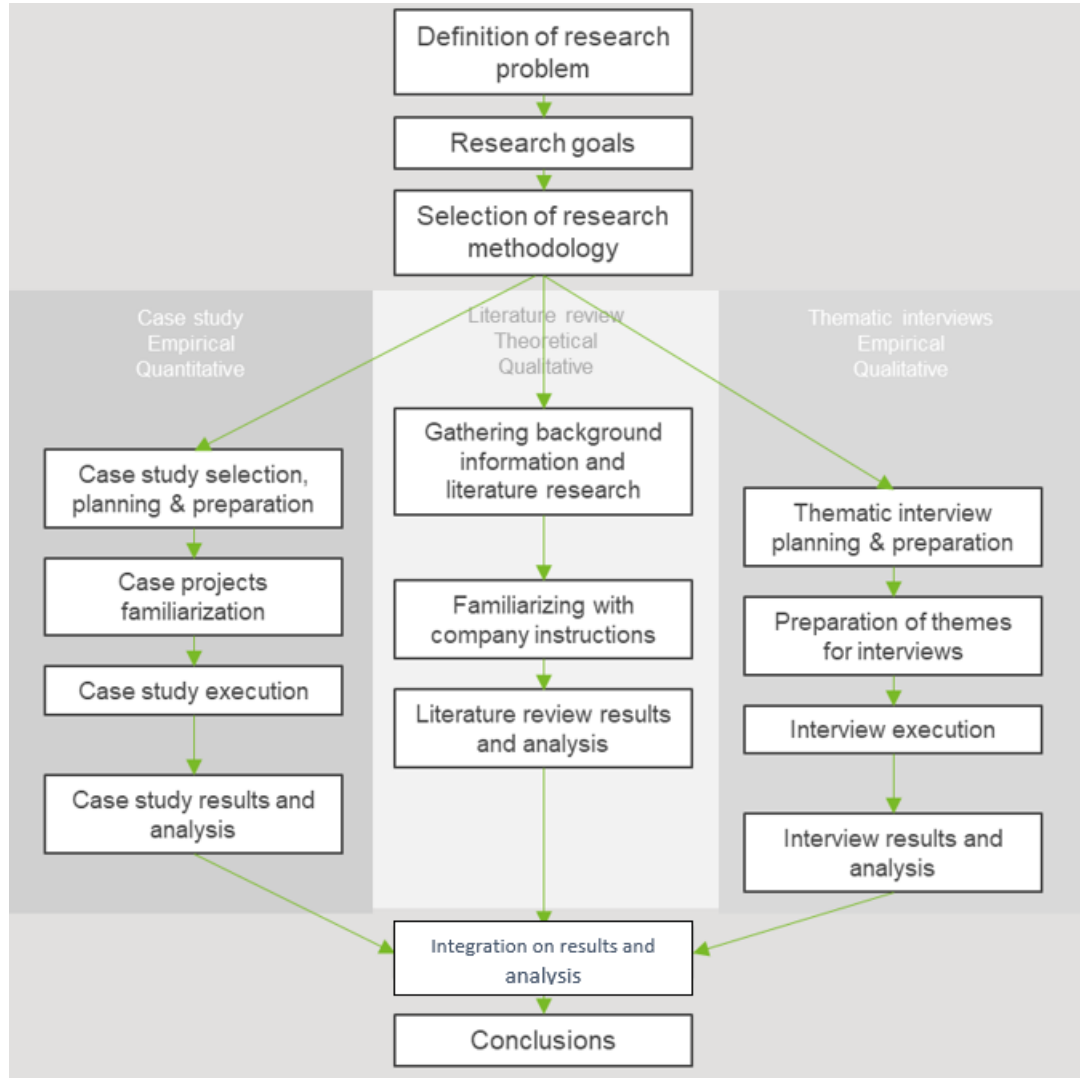 Definition of research
problem
Research goals
Selection of research
methodology
Case study
Empirical
Quantitative
Literature review
Theoretical
Qualitative
Thematic interviews
Empirical
Qualitative
Case study selection,
planning & preparation
Case projects
familiarization
Case study execution
Case study results and
analysis
Gathering background
information and
literature research
Familiarizing with
company instructions
Literature review results
and analysis
Thematic interview
planning & preparation
Preparation of themes
for interviews
Interview execution
Interview results and
analysis
Integration on results and
analysis
Conclusions